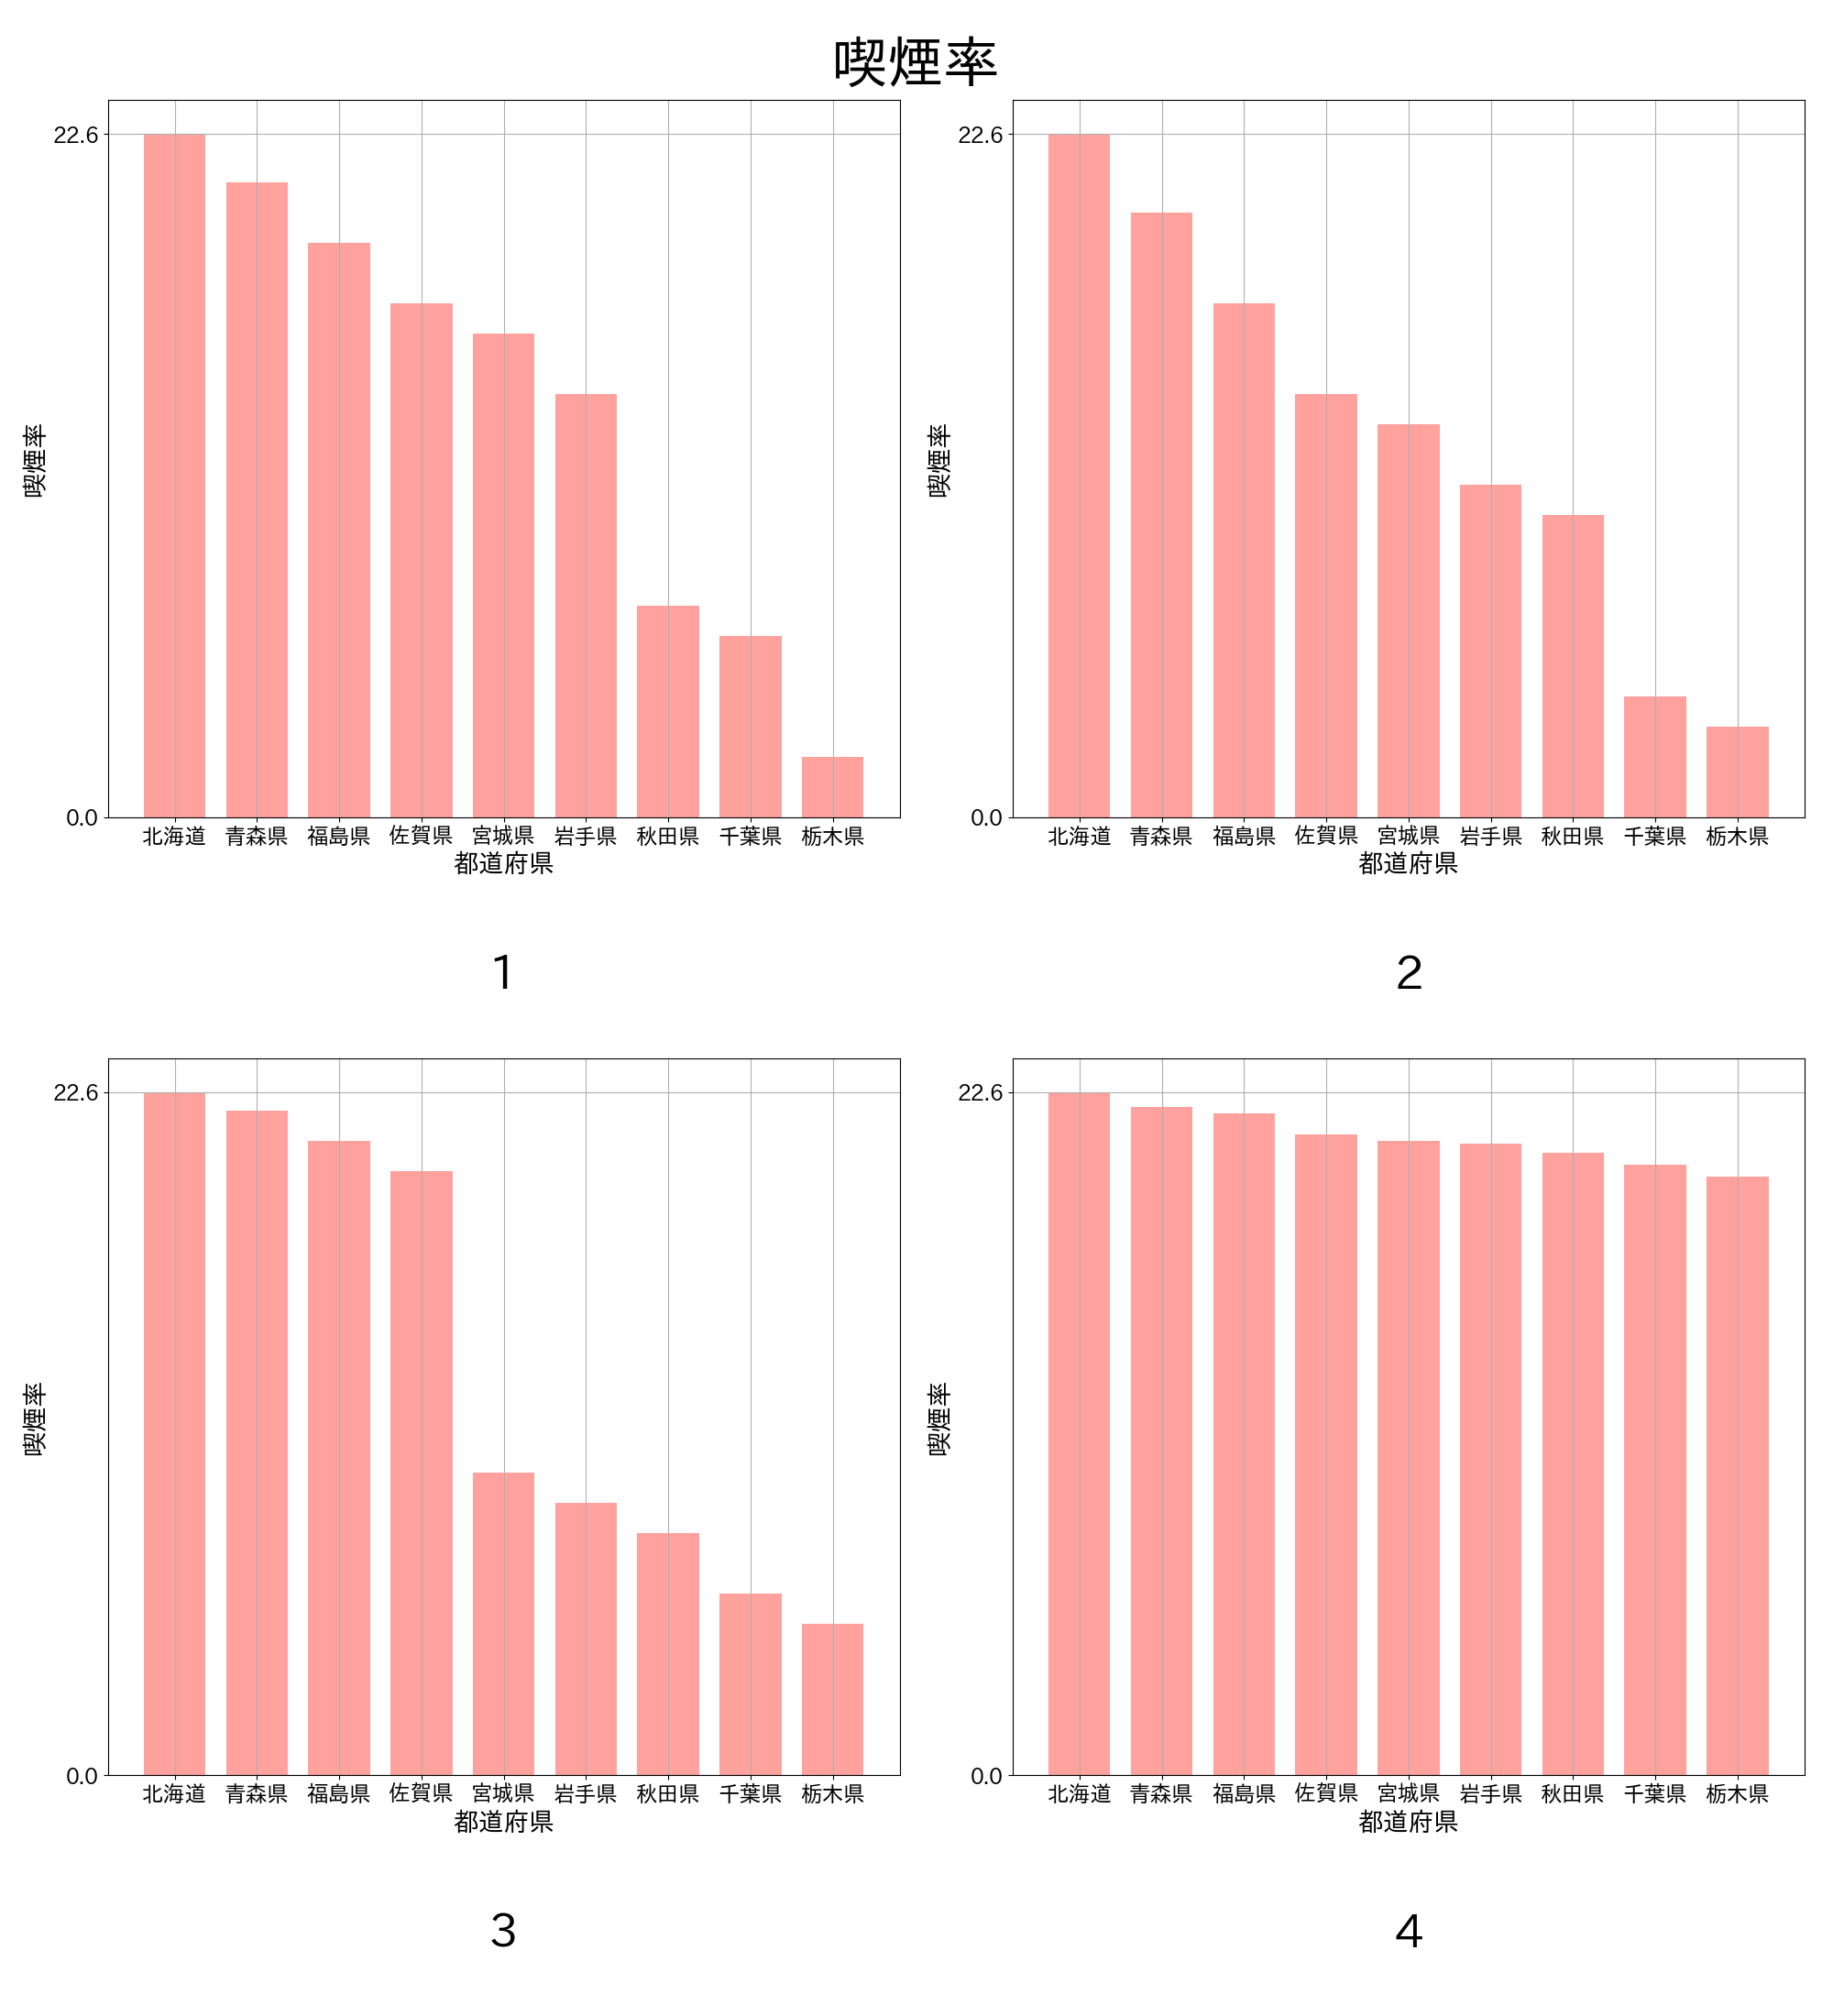 喫煙率
22.6
喫煙率
0.0
北海道 青森県 福島県 佐賀県 宮城県 岩手県 秋田県 千葉県 栃木県
都道府県
1
22.6
喫煙率
0.0
北海道 青森県 福島県 佐賀県 宮城県 岩手県 秋田県 千葉県 栃木県
都道府県
2
22.6
喫煙率
0.0
北海道 青森県 福島県 佐賀県 宮城県 岩手県 秋田県 千葉県 栃木県
都道府県
3
22.6
喫煙率
0.0
北海道 青森県 福島県 佐賀県 宮城県 岩手県 秋田県 千葉県 栃木県
都道府県
4